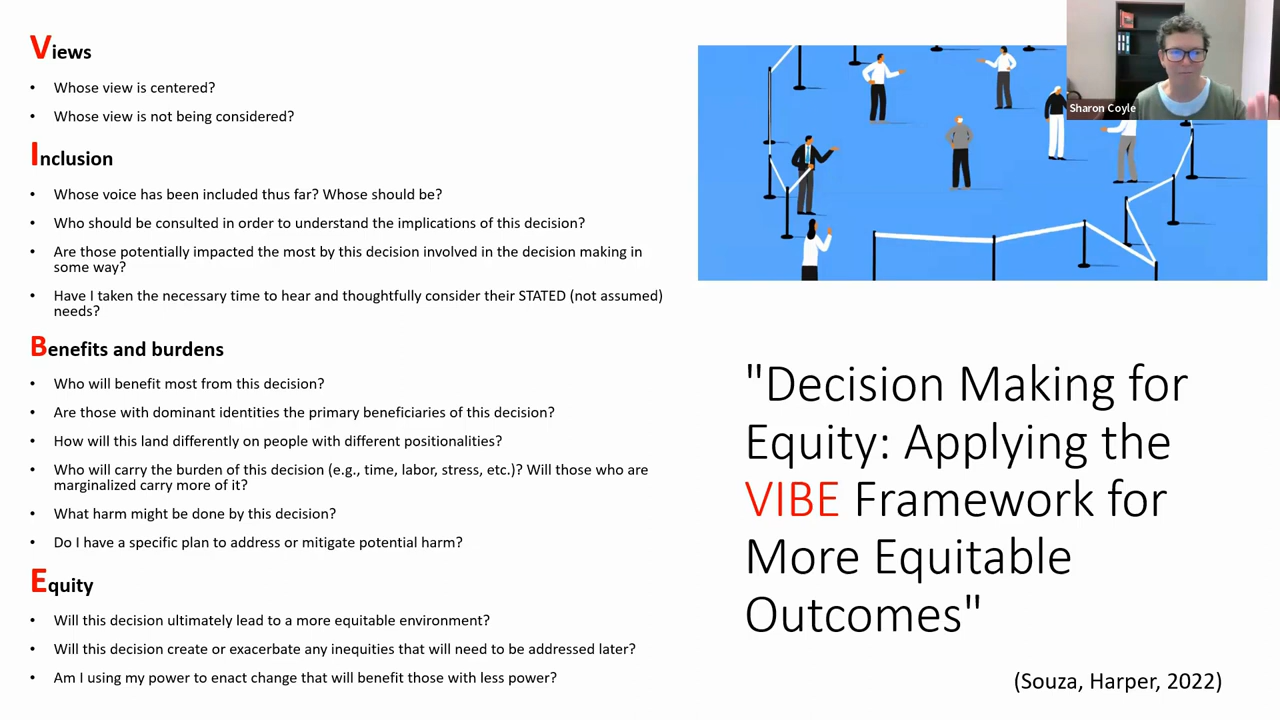 Views
• Whose view is centered?
• Whose view is not being considered?
Inclusion
• Whose voice has been included thus far? Whose should be?
• Who should be consulted in order to understand the implications of this decision?
• Are those potentially impacted the most by this decision involved in the decision making in
some way?
• Have I taken the necessary time to hear and thoughtfully consider their STATED (not assumed)
needs?
Benefits and burdens
• Who will benefit most from this decision?
• Are those with dominant identities the primary beneficiaries of this decision?
• How will this land differently on people with different positionalities?
• Who will carry the burden of this decision (e.g., time, labor, stress, etc.)? Will those who are
marginalized carry more of it?
• What harm might be done by this decision?
• Do I have a specific plan to address or mitigate potential harm?
Equity
• Will this decision ultimately lead to a more equitable environment?
• Will this decision create or exacerbate any inequities that will need to be addressed later?
• Am I using my power to enact change that will benefit those with less power?
Sharon Coyle
"Decision Making for
Equity: Applying the
VIBE Framework for
More Equitable
Outcomes"
(Souza, Harper, 2022)